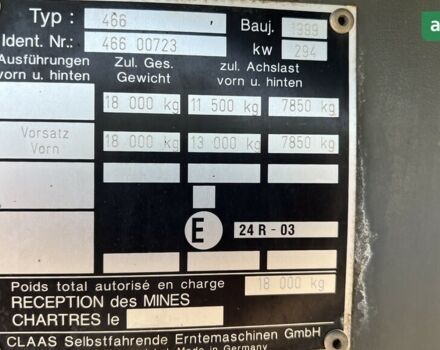 Typ : 466 Bauj. 1999
Ident. Nr.: 466 00723 kw 294
Ausführungen Zul. Ges. zul. Achslast
vorn u. hinten Gewicht vorn u. hinten
18 000 kg 11 500 kg 7850 kg
Vorsatz
Vorn 18 000 kg 13 000 kg 7850 kg
E 24 R - 03
Poids total autorisé en charge 18 000 kg
RECEPTION des MINES
CHARTRES le
CLAAS Selbstfahrende Erntemaschinen GmbH
Made in Germany
a